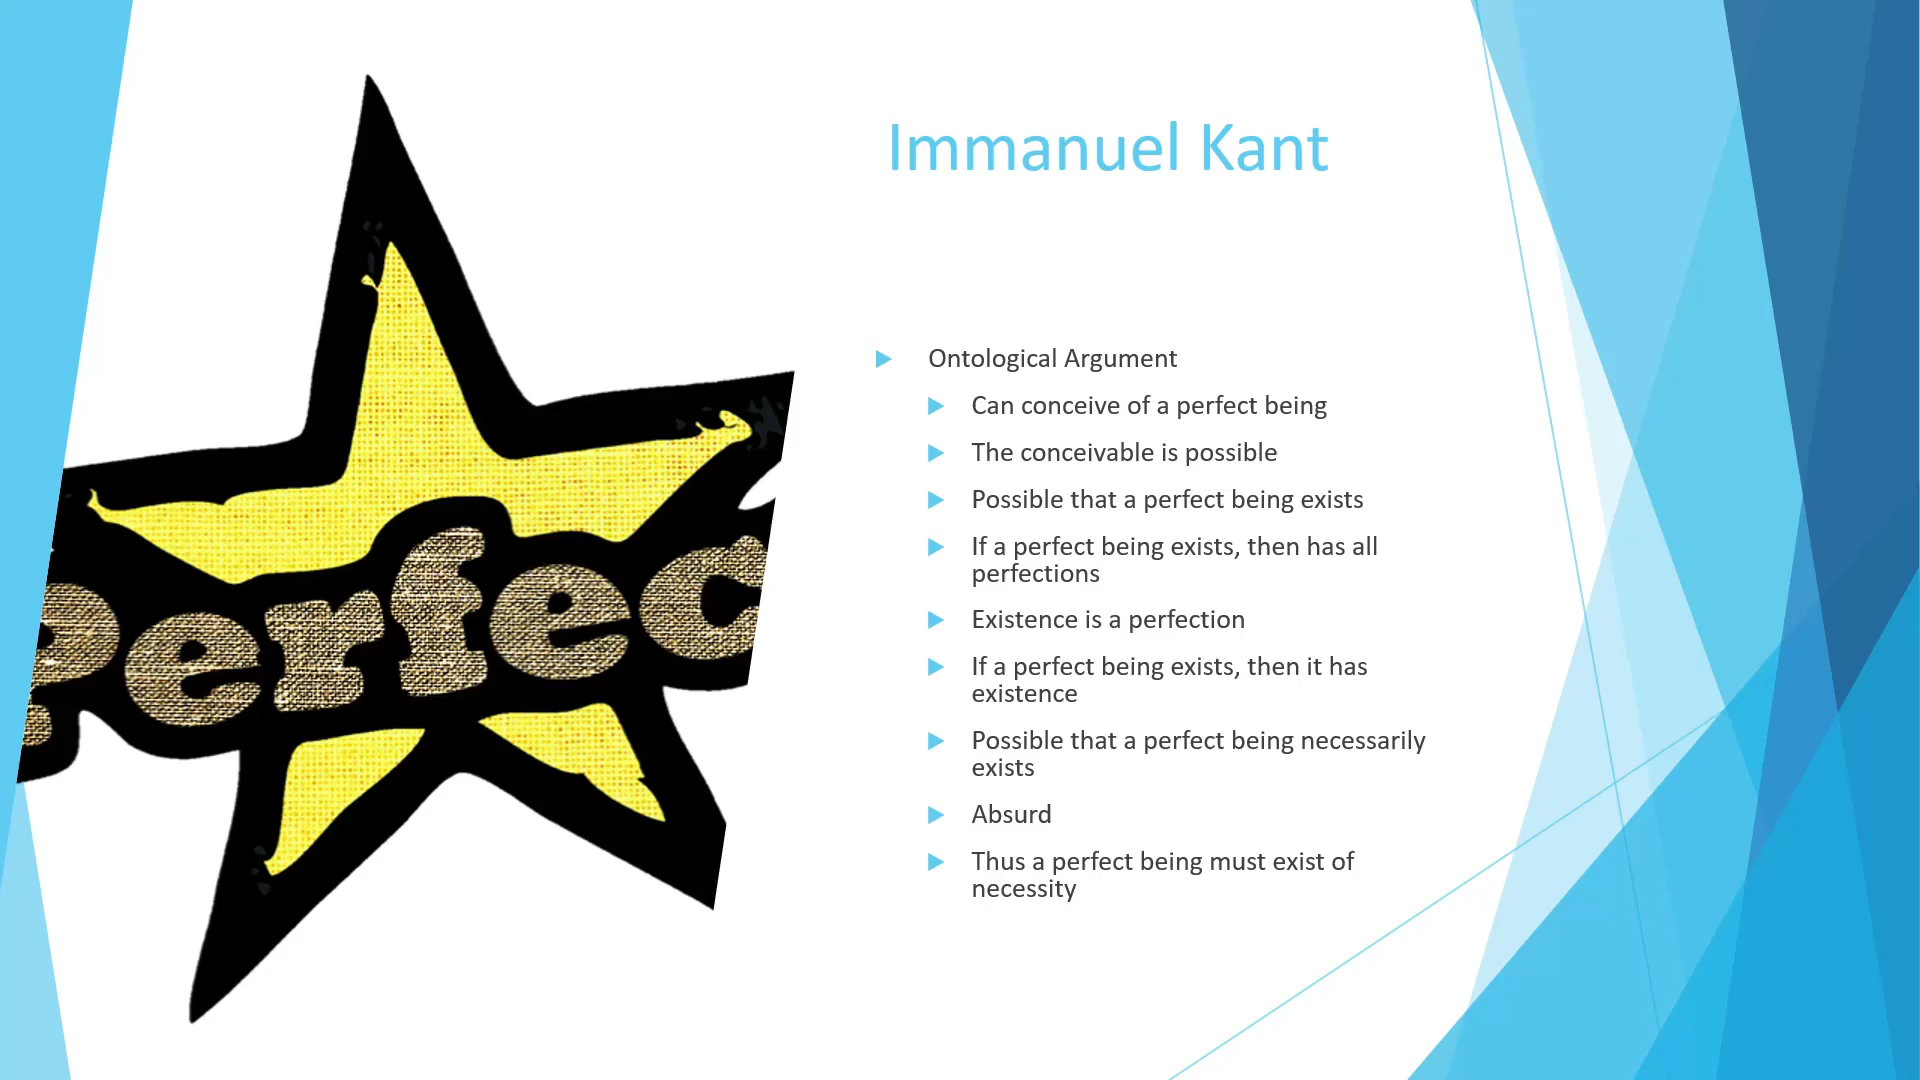 Immanuel Kant
Ontological Argument
Can conceive of a perfect being
The conceivable is possible
Possible that a perfect being exists
If a perfect being exists, then has all
perfections
Existence is a perfection
If a perfect being exists, then it has
existence
Possible that a perfect being necessarily
exists
Absurd
Thus a perfect being must exist of
necessity
Perfec